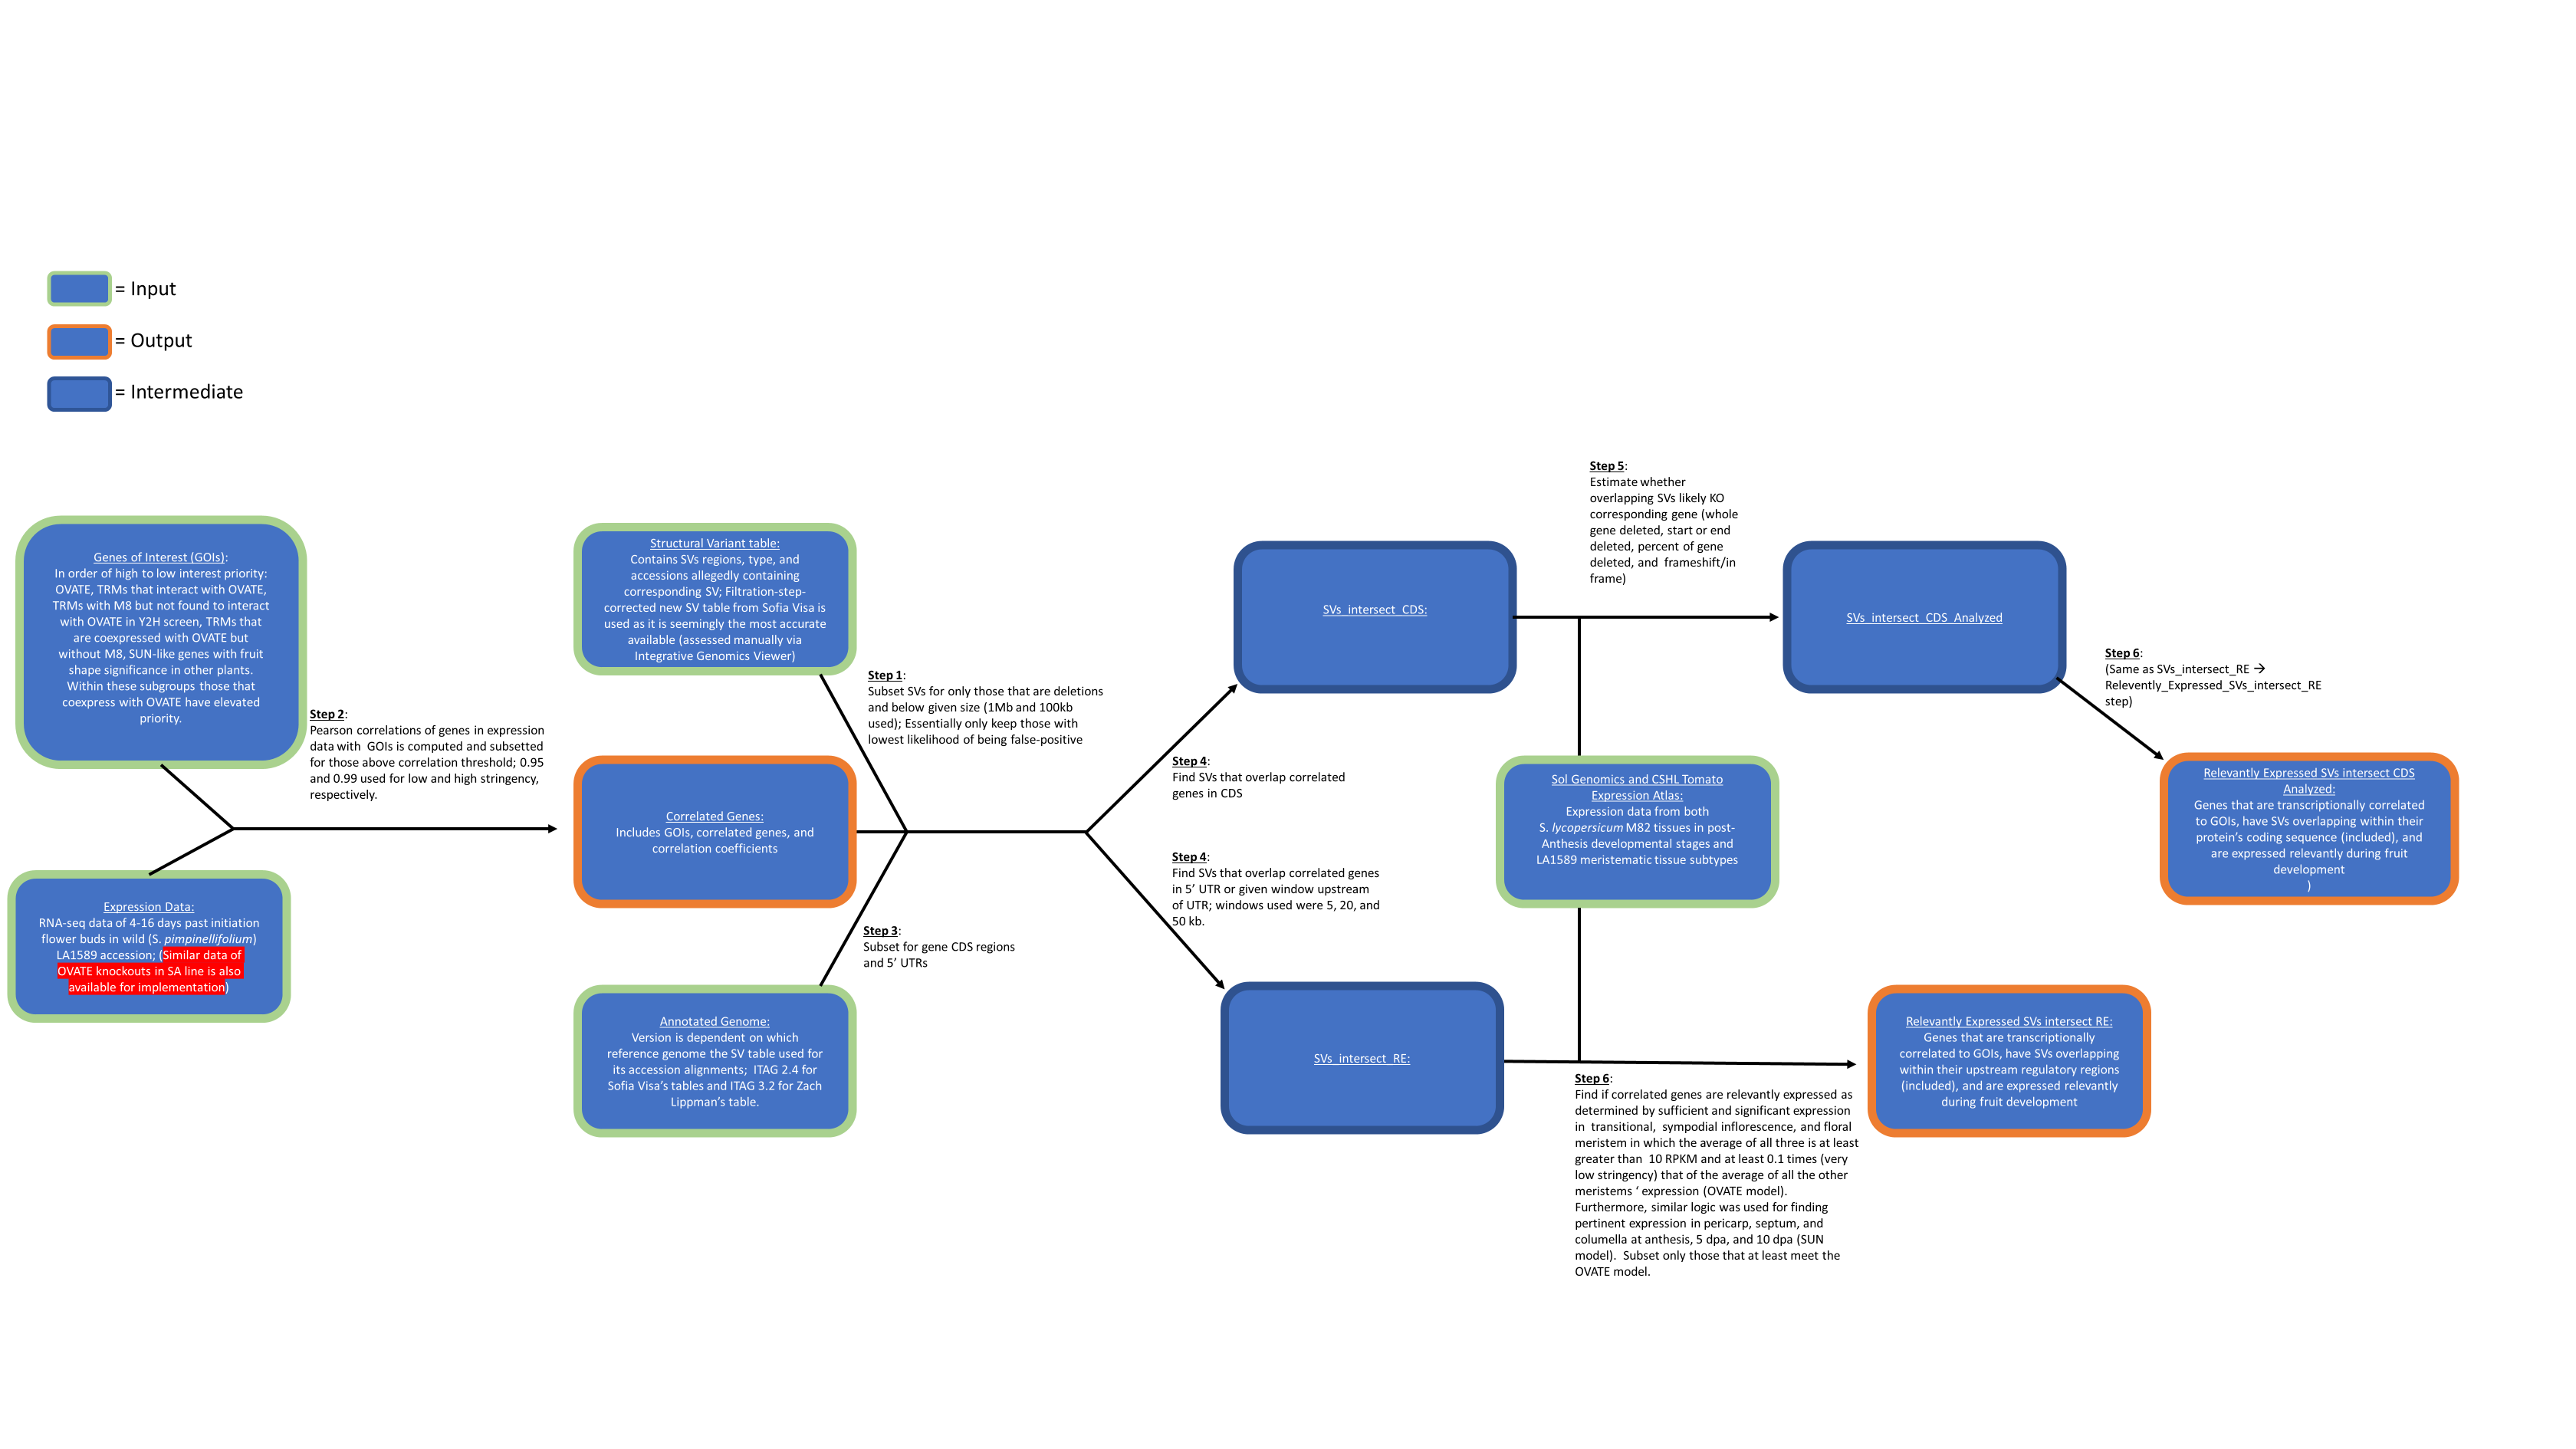 = Input
= Output
= Intermediate
Genes of Interest (GOIs):
In order of high to low interest priority:
OVATE, TRMs that interact with OVATE,
TRMs with M8 but not found to interact
with OVATE in Y2H screen, TRMs that
are coexpressed with OVATE but
without M8, SUN-like genes with fruit
shape significance in other plants.
Within these subgroups those that
coexpress with OVATE have elevated
priority.
Expression Data:
RNA-seq data of 4-16 days past initiation
flower buds in wild (S. pimpinellifolium)
LA1589 accession; (Similar data of
OVATE knockouts in SA line is also
available for implementation)
Step 2:
Pearson correlations of genes in expression
data with  GOIs is computed and subsetted
for those above correlation threshold; 0.95
and 0.99 used for low and high stringency,
respectively.
Structural Variant table:
Contains SVs regions, type, and
accessions allegedly containing
corresponding SV; Filtration-step-
corrected new SV table from Sofia Visa is
used as it is seemingly the most accurate
available (assessed manually via
Integrative Genomics Viewer)
Correlated Genes:
Includes GOIs, correlated genes, and
correlation coefficients
Annotated Genome:
Version is dependent on which
reference genome the SV table used for
its accession alignments;  ITAG 2.4 for
Sofia Visa's tables and ITAG 3.2 for Zach
Lippman's table.
Step 1:
Subset SVs for only those that are deletions
and below given size (1Mb and 100kb
used); Essentially only keep those with
lowest likelihood of being false-positive
Step 3:
Subset for gene CDS regions
and 5' UTRs
Step 4:
Find SVs that overlap correlated
genes in CDS
Step 4:
Find SVs that overlap correlated genes
in 5' UTR or given window upstream
of UTR; windows used were 5, 20, and
50 kb.
SVs_intersect_CDS:
SVs_intersect_RE:
Step 5:
Estimate whether
overlapping SVs likely KO
corresponding gene (whole
gene deleted, start or end
deleted, percent of gene
deleted, and  frameshift/in
frame)
Sol Genomics and CSHL Tomato
Expression Atlas:
Expression data from both
S. lycopersicum M82 tissues in post-
Anthesis developmental stages and
LA1589 meristematic tissue subtypes
SVs_intersect_CDS_Analyzed
Step 6:
(Same as SVs_intersect_RE →
Relevently_Expressed_SVs_intersect_RE
step)
Relevantly Expressed SVs intersect CDS
Analyzed:
Genes that are transcriptionally correlated
to GOIs, have SVs overlapping within their
protein's coding sequence (included), and
are expressed relevantly during fruit
development
)
Relevantly Expressed SVs intersect RE:
Genes that are transcriptionally
correlated to GOIs, have SVs overlapping
within their upstream regulatory regions
(included), and are expressed relevantly
during fruit development
Step 6:
Find if correlated genes are relevantly expressed as
determined by sufficient and significant expression
in  transitional,  sympodial inflorescence, and floral
meristem in which the average of all three is at least
greater than  10 RPKM and at least 0.1 times (very
low stringency) that of the average of all the other
meristems ' expression (OVATE model).
Furthermore, similar logic was used for finding
pertinent expression in pericarp, septum, and
columella at anthesis, 5 dpa, and 10 dpa (SUN
model).  Subset only those that at least meet the
OVATE model.